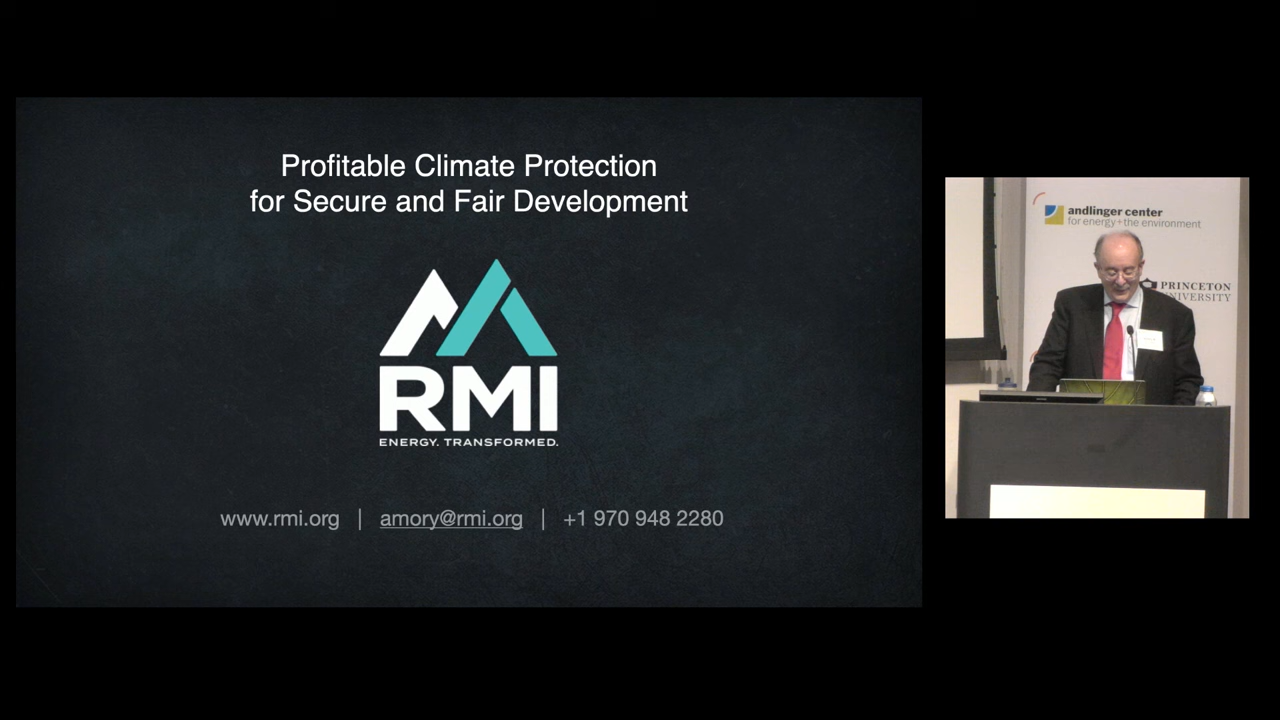 Profitable Climate Protection
for Secure and Fair Development
RMI
ENERGY. TRANSFORMED.
www.rmi.org | amory@rmi.org | +1 970 948 2280
andlinger center
for energy+the environment
PRINCETON
UNIVERSITY